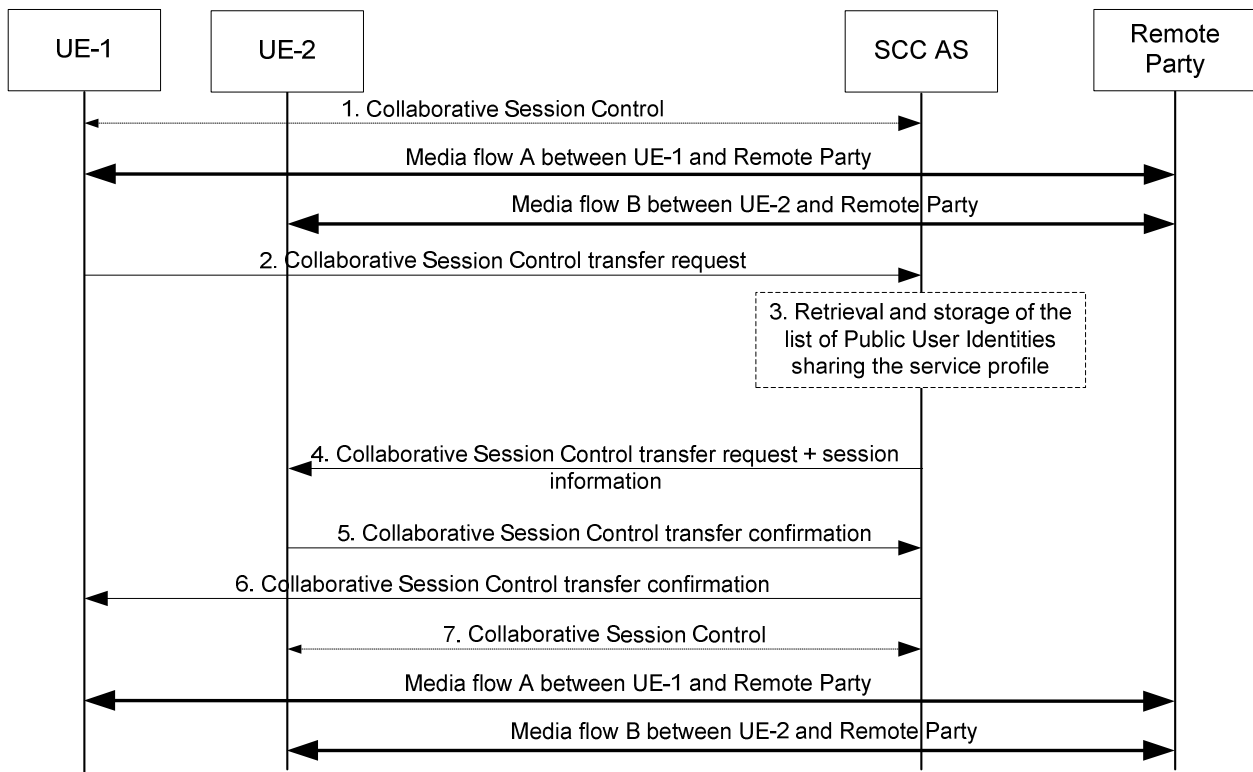 UE-1
UE-2
SCC AS
Remote
Party
1. Collaborative Session Control
Media flow A between UE-1 and Remote Party
Media flow B between UE-2 and Remote Party
2. Collaborative Session Control transfer request
3. Retrieval and storage of the
list of Public User Identities
sharing the service profile
4. Collaborative Session Control transfer request + session
information
5. Collaborative Session Control transfer confirmation
6. Collaborative Session Control transfer confirmation
7. Collaborative Session Control
Media flow A between UE-1 and Remote Party
Media flow B between UE-2 and Remote Party